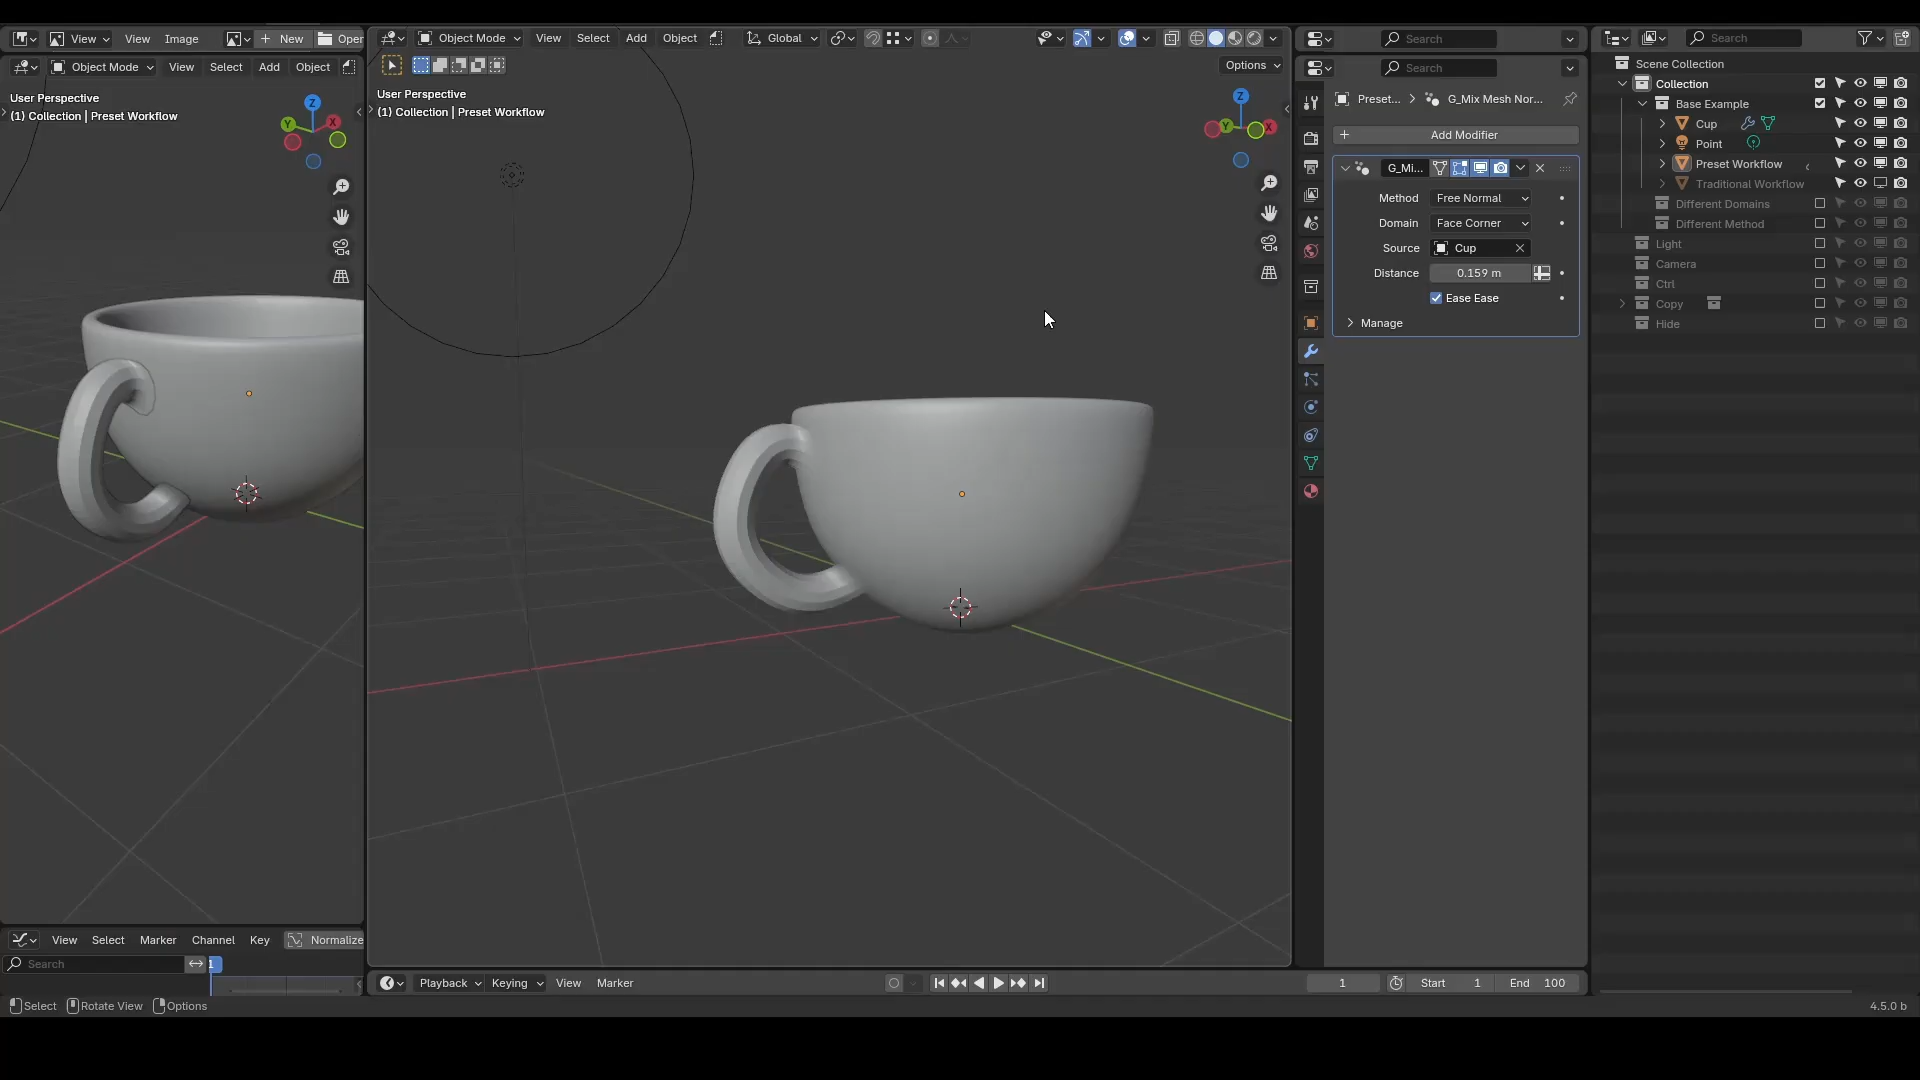 View View Image New Open
Object Mode View Select Add Object
User Perspective
(1) Collection | Preset Workflow
Z
Y
X
View Select Marker Channel Key Normalize
Search 1
Select Rotate View Options
Object Mode View Select Add Object Global
Options
User Perspective
(1) Collection | Preset Workflow
Z
Y
X
Playback Keying View Marker 1 Start 1 End 100
Search
Search
Preset... G_Mix Mesh Nor...
Add Modifier
G_Mi...
Method Free Normal
Domain Face Corner
Source Cup
Distance 0.159 m
Ease Ease
Manage
Search
Scene Collection
Collection
Base Example
Cup
Point
Preset Workflow
Traditional Workflow
Different Domains
Different Method
Light
Camera
Ctrl
Copy
Hide
4.5.0 b